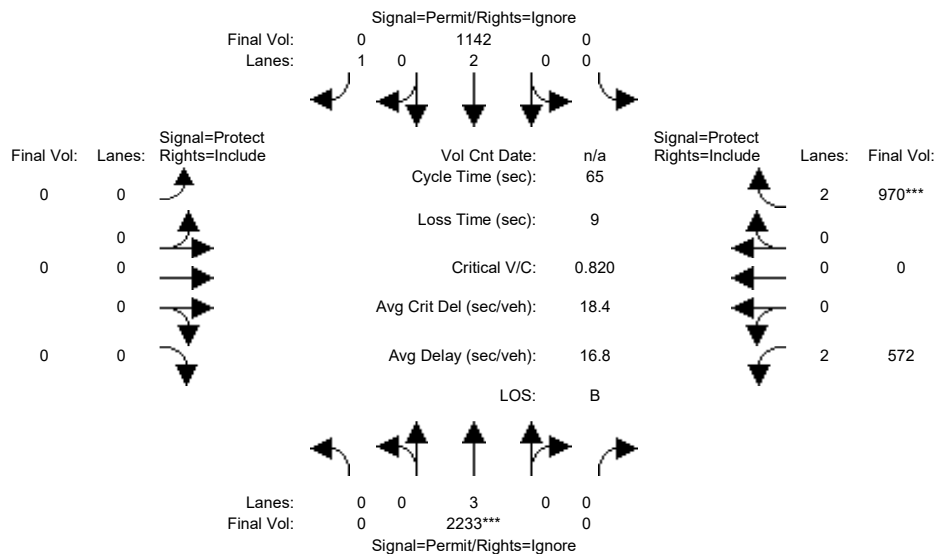 Signal=Permit/Rights=Ignore
Final Vol: 0 1142 0
Lanes: 1 0 2 0 0
Signal=Protect
Final Vol: Lanes: Rights=Include Vol Cnt Date: n/a Signal=Protect
Rights=Include Lanes: Final Vol:
Cycle Time (sec): 65
0 0 2 970***
Loss Time (sec): 9
0 0
0 0 Critical V/C: 0.820 0 0
0 Avg Crit Del (sec/veh): 18.4 0
0 0 Avg Delay (sec/veh): 16.8 2 572
LOS: B
Lanes: 0 0 3 0 0
Final Vol: 0 2233*** 0
Signal=Permit/Rights=Ignore